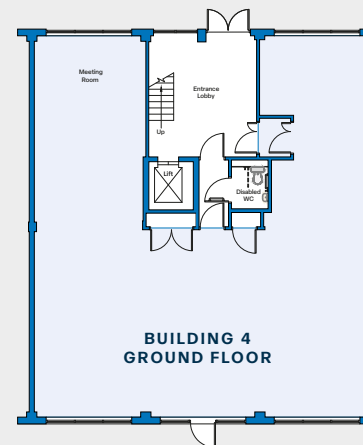 Meeting
Room
Entrance
Lobby
Up
Lift
Disabled
WC
BUILDING 4
GROUND FLOOR